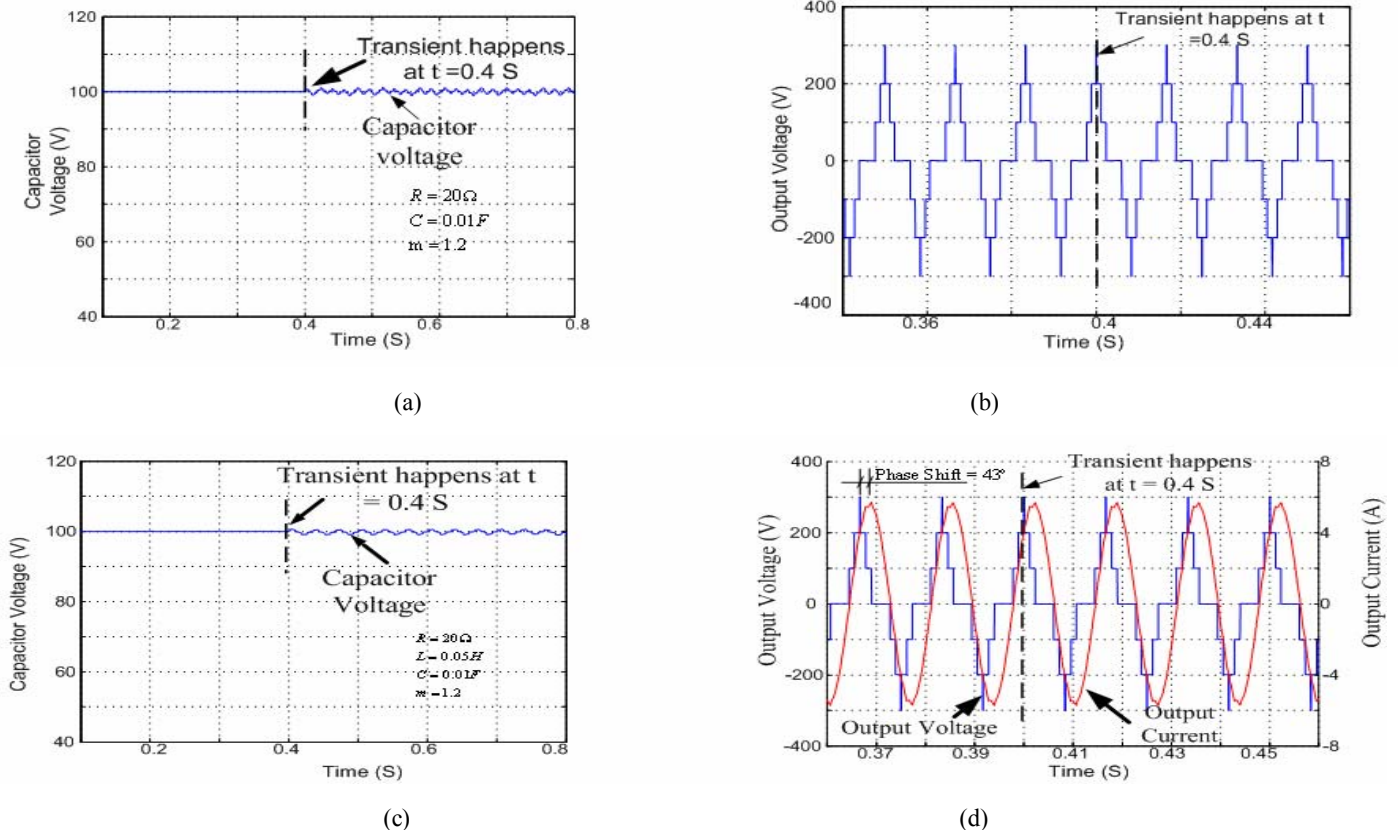 120
100
80
60
40
Capacitor
Voltage (V)
Transient happens
at t =0.4 S
Capacitor
voltage
R = 20Ω
C = 0.01F
m = 1.2
0.2
0.4
0.6
0.8
Time (S)
(a)
400
200
0
-200
-400
Output Voltage (V)
Transient happens at t
=0.4 S
0.36
0.4
0.44
Time (S)
(b)
120
100
80
60
40
Capacitor Voltage (V)
Transient happens at t
= 0.4 S
Capacitor
Voltage
R = 20Ω
L = 0.05H
C = 0.01F
m = 1.2
0.2
0.4
0.6
0.8
Time (S)
(c)
400
200
0
-200
-400
Output Voltage (V)
Phase Shift = 43°
Transient happens
at t = 0.4 S
Output Voltage
Output
Current
8
4
0
-4
-8
Output Current (A)
0.37
0.39
0.41
0.43
0.45
Time (S)
(d)